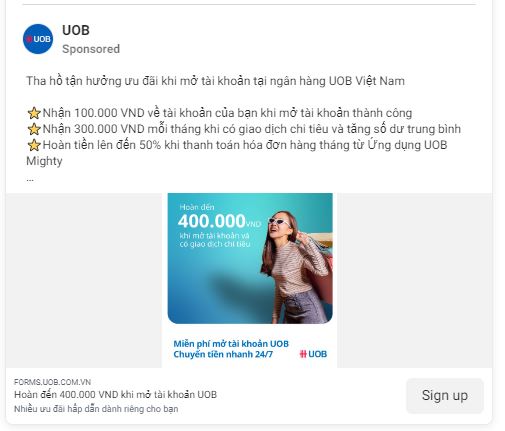 UOB
UOB
Sponsored
Tha hồ tận hưởng ưu đãi khi mở tài khoản tại ngân hàng UOB Việt Nam
⭐Nhận 100.000 VND về tài khoản của bạn khi mở tài khoản thành công
⭐Nhận 300.000 VND mỗi tháng khi có giao dịch chi tiêu và tăng số dư trung bình
⭐Hoàn tiền lên đến 50% khi thanh toán hóa đơn hàng tháng từ Ứng dụng UOB
Mighty
...
Hoàn đến
400.000VND
khi mở tài khoản và
có giao dịch chi tiêu
Miễn phí mở tài khoản UOB
Chuyển tiền nhanh 24/7
UOB
FORMS.UOB.COM.VN
Hoàn đến 400.000 VND khi mở tài khoản UOB
Nhiều ưu đãi hấp dẫn dành riêng cho bạn
Sign up